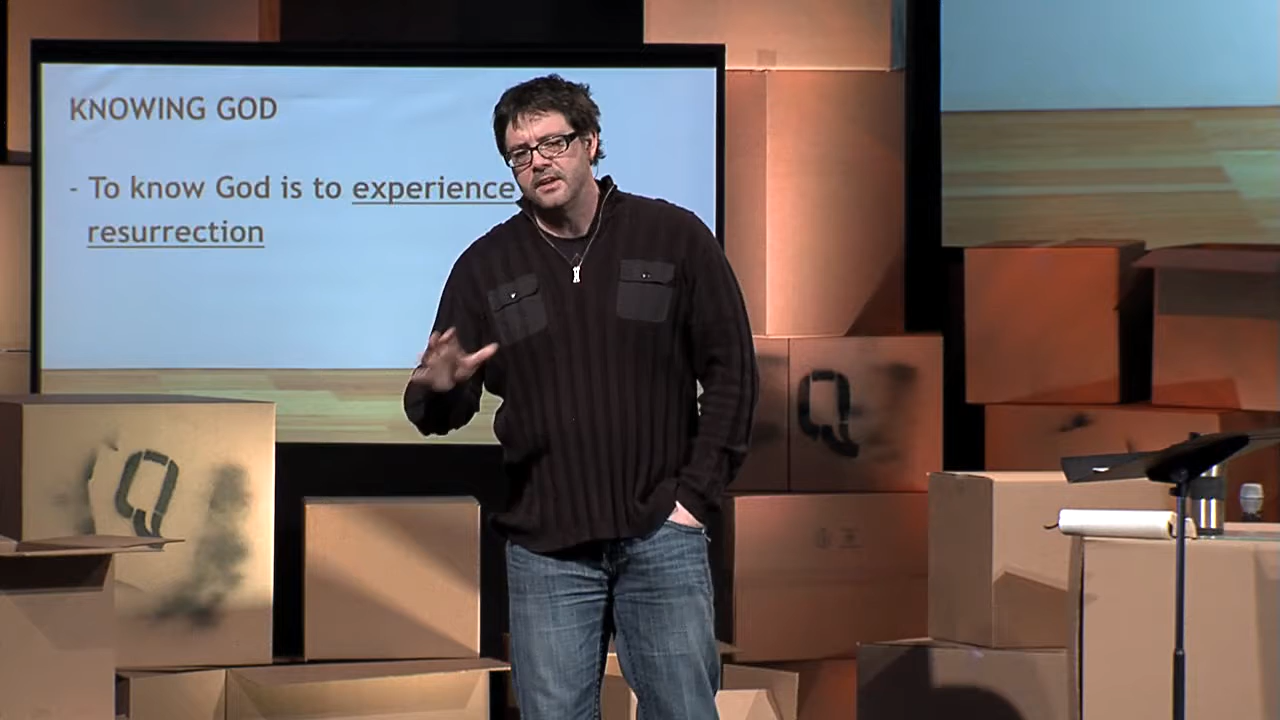 KNOWING GOD
- To know God is to experience
resurrection
Q
Q